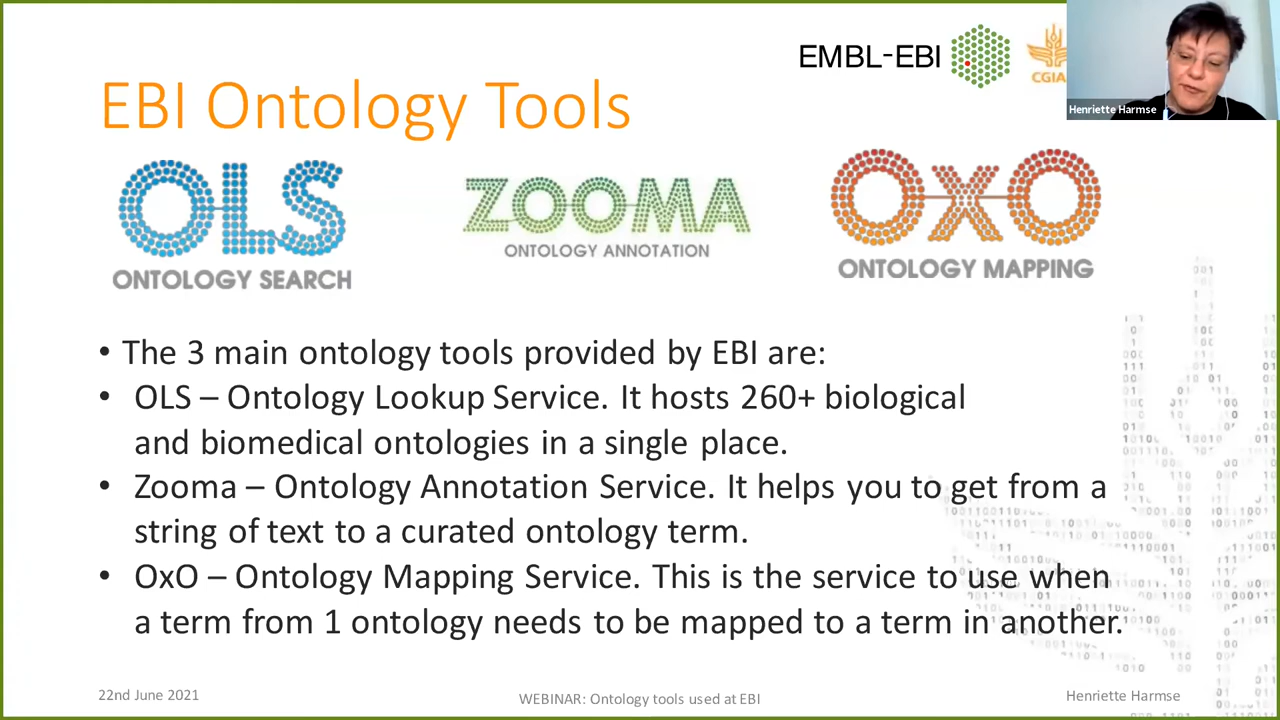 EMBL-EBI
CGIA
Henriette Harmse
EBI Ontology Tools
OLS
ONTOLOGY SEARCH
ZOOMA
ONTOLOGY ANNOTATION
OxO
ONTOLOGY MAPPING
• The 3 main ontology tools provided by EBI are:
• OLS – Ontology Lookup Service. It hosts 260+ biological
and biomedical ontologies in a single place.
• Zooma – Ontology Annotation Service. It helps you to get from a
string of text to a curated ontology term.
• OxO – Ontology Mapping Service. This is the service to use when
a term from 1 ontology needs to be mapped to a term in another.
22nd June 2021
WEBINAR: Ontology tools used at EBI
Henriette Harmse